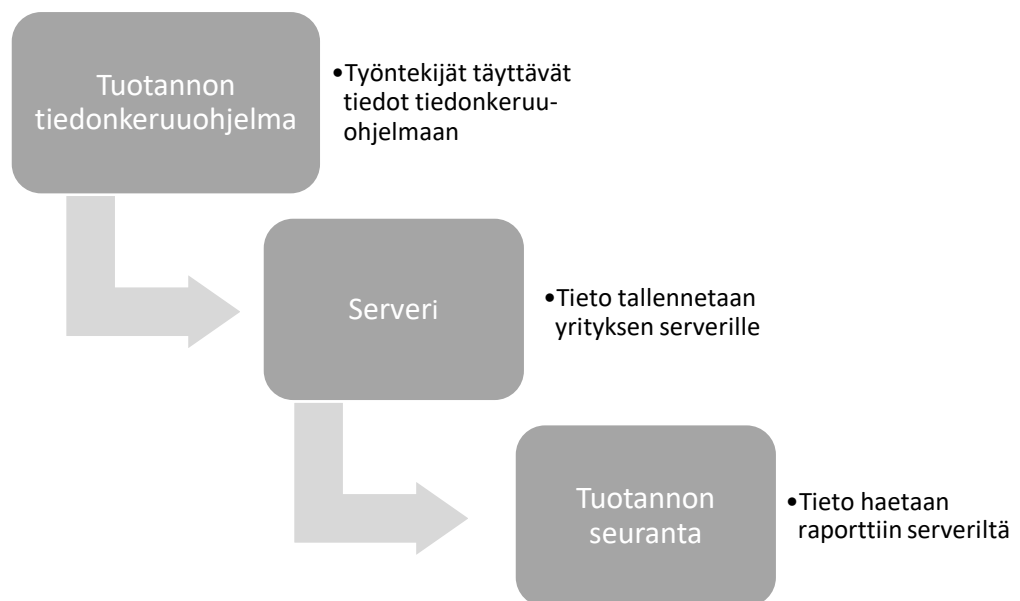 Tuotannon
tiedonkeruuohjelma
•Työntekijät täyttävät
tiedot tiedonkeruu-
ohjelmaan
Serveri
•Tieto tallennetaan
yrityksen serverille
Tuotannon
seuranta
•Tieto haetaan
raporttiin serveriltä